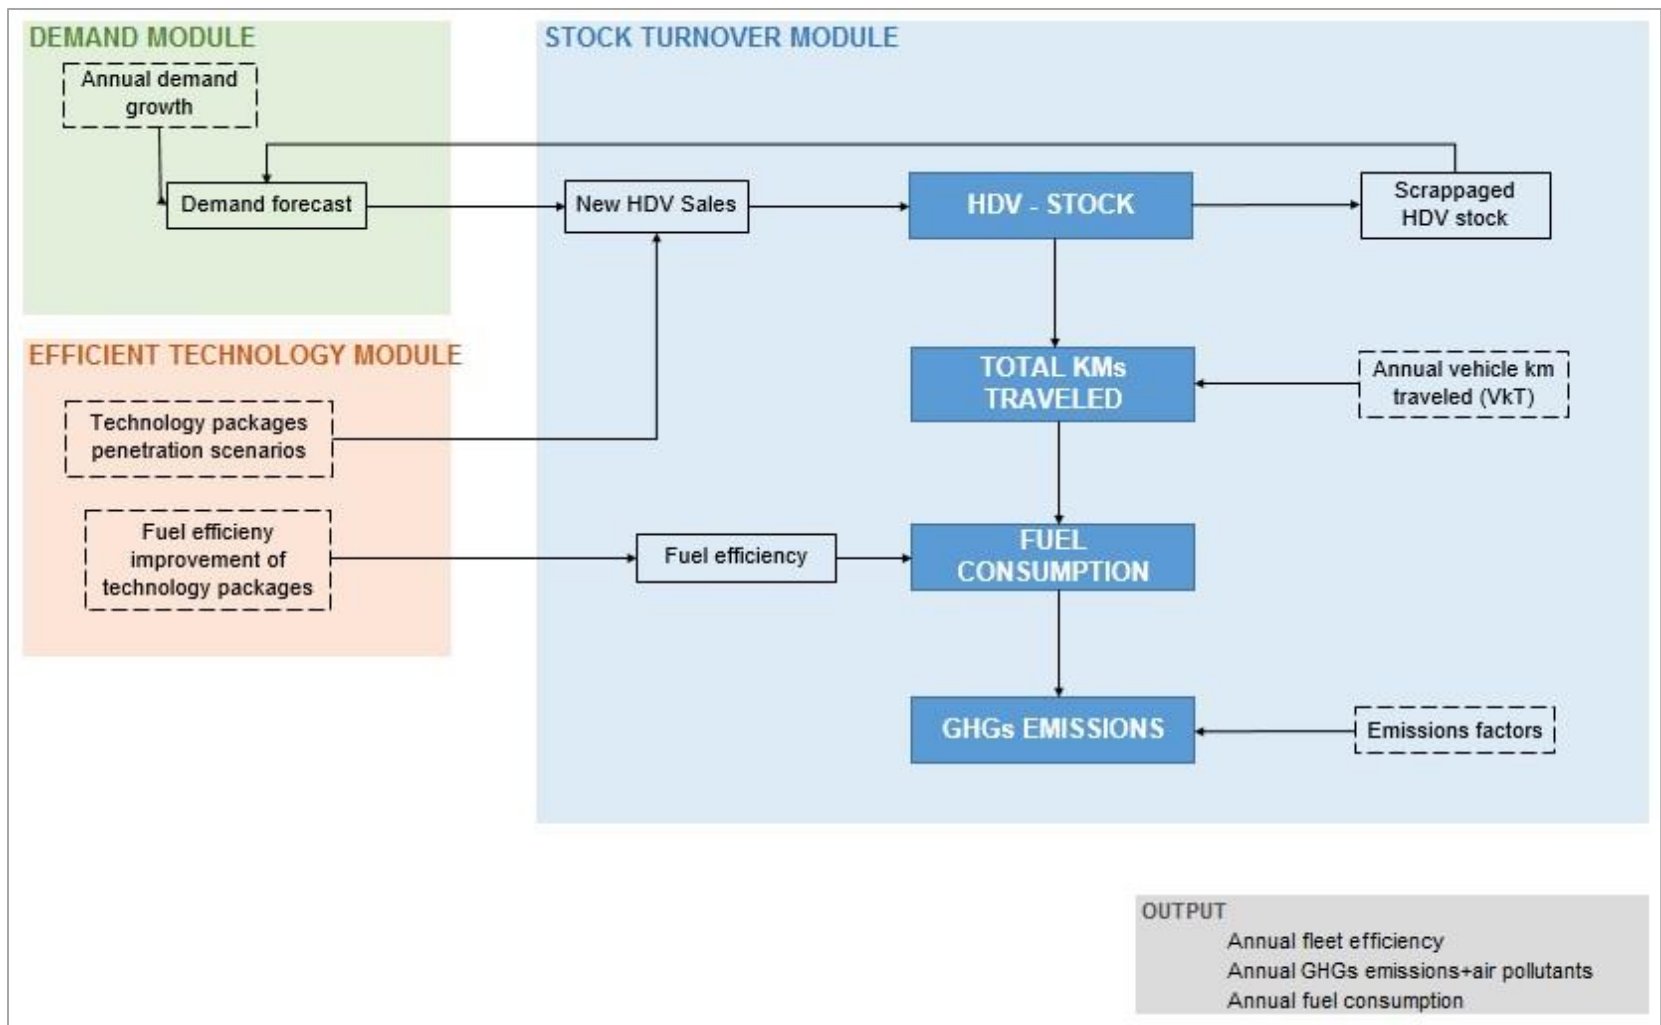 DEMAND MODULE
Annual demand
growth
Demand forecast
EFFICIENT TECHNOLOGY MODULE
Technology packages
penetration scenarios
Fuel efficieny
improvement of
technology packages
STOCK TURNOVER MODULE
New HDV Sales
HDV - STOCK
Scrappaged
HDV stock
TOTAL KMs
TRAVELED
Annual vehicle km
traveled (VkT)
Fuel efficiency
FUEL
CONSUMPTION
GHGs EMISSIONS
Emissions factors
OUTPUT
Annual fleet efficiency
Annual GHGs emissions+air pollutants
Annual fuel consumption